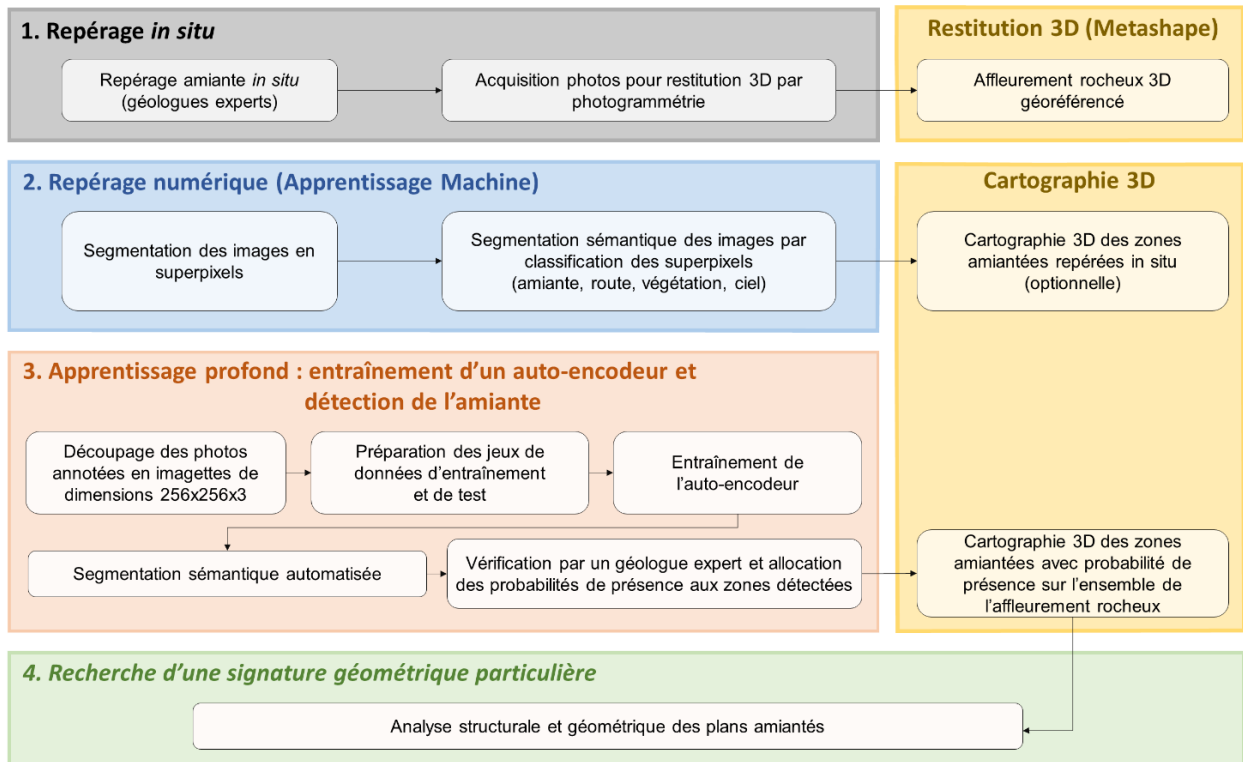 1. Repérage in situ
Repérage amiante in situ
(géologues experts)
Acquisition photos pour restitution 3D par
photogrammétrie
Restitution 3D (Metashape)
Affleurement rocheux 3D
géoréférencé
2. Repérage numérique (Apprentissage Machine)
Segmentation des images en
superpixels
Segmentation sémantique des images par
classification des superpixels
(amiante, route, végétation, ciel)
Cartographie 3D
Cartographie 3D des zones
amiantées repérées in situ
(optionnelle)
3. Apprentissage profond : entraînement d’un auto-encodeur et
détection de l’amiante
Découpage des photos
annotées en imagettes de
dimensions 256x256x3
Préparation des jeux de
données d’entraînement
et de test
Entraînement de
l’auto-encodeur
Segmentation sémantique automatisée
Vérification par un géologue expert et allocation
des probabilités de présence aux zones détectées
Cartographie 3D des zones
amiantées avec probabilité de
présence sur l’ensemble de
l’affleurement rocheux
4. Recherche d’une signature géométrique particulière
Analyse structurale et géométrique des plans amiantés